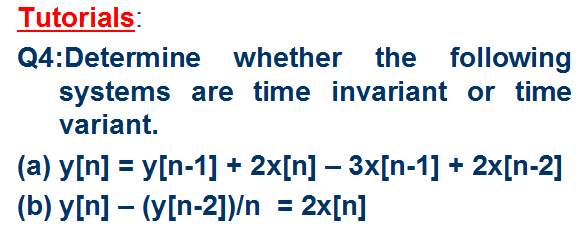 Tutorials:
Q4:Determine whether the following
systems are time invariant or time
variant.
(a) y[n] = y[n-1] + 2x[n] – 3x[n-1] + 2x[n-2]
(b) y[n] – (y[n-2])/n = 2x[n]